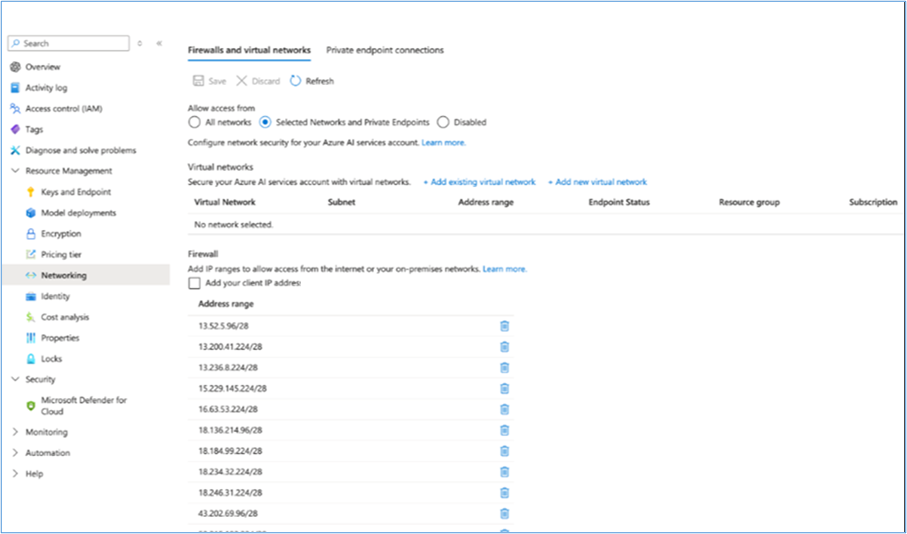 Search
Firewalls and virtual networks Private endpoint connections
Overview
Save Discard Refresh
Activity log
Access control (IAM)
Allow access from
All networks Selected Networks and Private Endpoints Disabled
Tags
Configure network security for your Azure AI services account. Learn more.
Diagnose and solve problems
Resource Management
Virtual networks
Secure your Azure AI services account with virtual networks. + Add existing virtual network + Add new virtual network
Keys and Endpoint
Virtual Network Subnet Address range Endpoint Status Resource group Subscription
Model deployments
No network selected.
Encryption
Pricing tier
Firewall
Add IP ranges to allow access from the internet or your on-premises networks. Learn more.
Networking
Add your client IP address
Identity
Address range
Cost analysis
13.52.5.96/28
Properties
13.200.41.224/28
Locks
13.236.8.224/28
Security
15.229.145.224/28
Microsoft Defender for
Cloud
16.63.53.224/28
Monitoring
18.136.214.96/28
Automation
18.184.99.224/28
Help
18.234.32.224/28
18.246.31.224/28
43.202.69.96/28